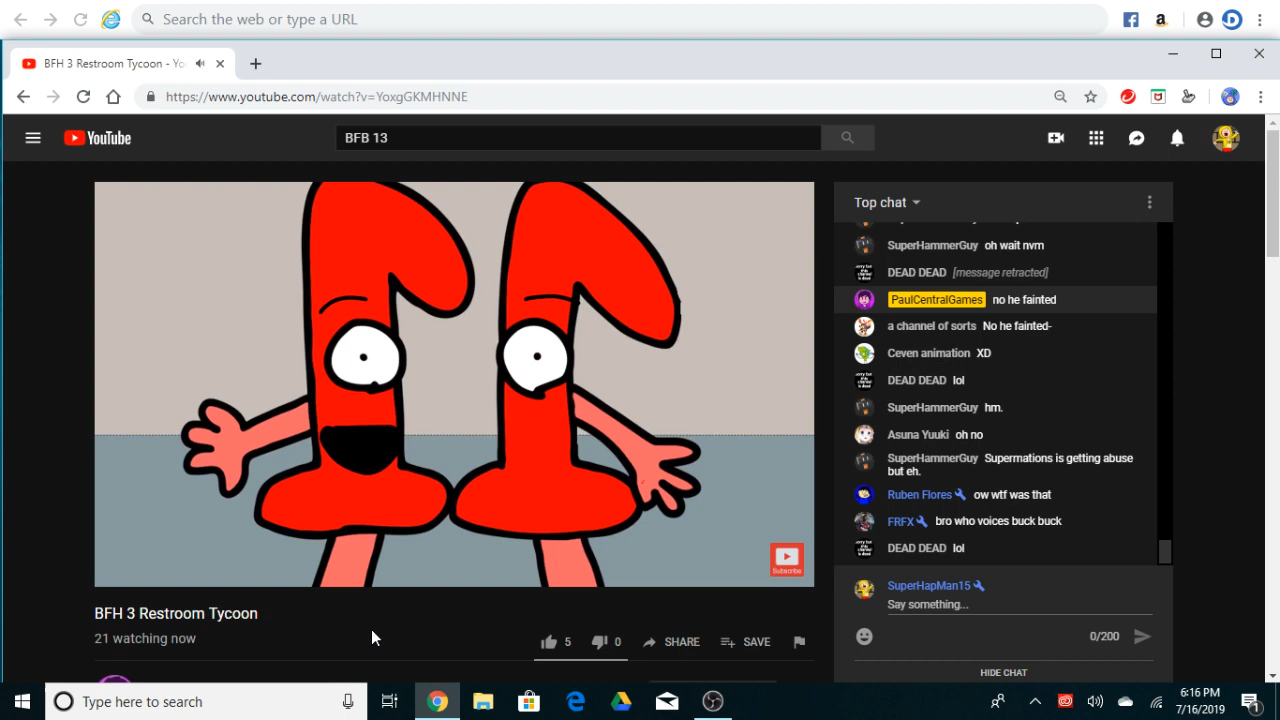 Search the web or type a URL
BFH 3 Restroom Tycoon - Yo
https://www.youtube.com/watch?v=YoxgGKMHNNE
YouTube
BFB 13
Top chat
SuperHammerGuy oh wait nvm
DEAD DEAD [message retracted]
PaulCentralGames no he fainted
a channel of sorts No he fainted-
Ceven animation XD
DEAD DEAD lol
SuperHammerGuy hm.
Asuna Yuuki oh no
SuperHammerGuy Supermations is getting abuse
but eh.
Ruben Flores ow wtf was that
FRFX bro who voices buck buck
DEAD DEAD lol
Subscribe
SuperHapMan15
Say something...
0/200
HIDE CHAT
BFH 3 Restroom Tycoon
21 watching now
5 0 SHARE SAVE
Type here to search
6:16 PM
7/16/2019
1